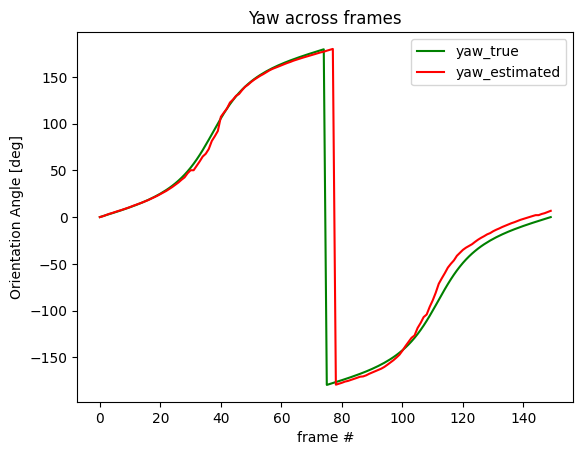 Yaw across frames
yaw_true
yaw_estimated
Orientation Angle [deg]
150
100
50
0
−50
−100
−150
0 20 40 60 80 100 120 140
frame #